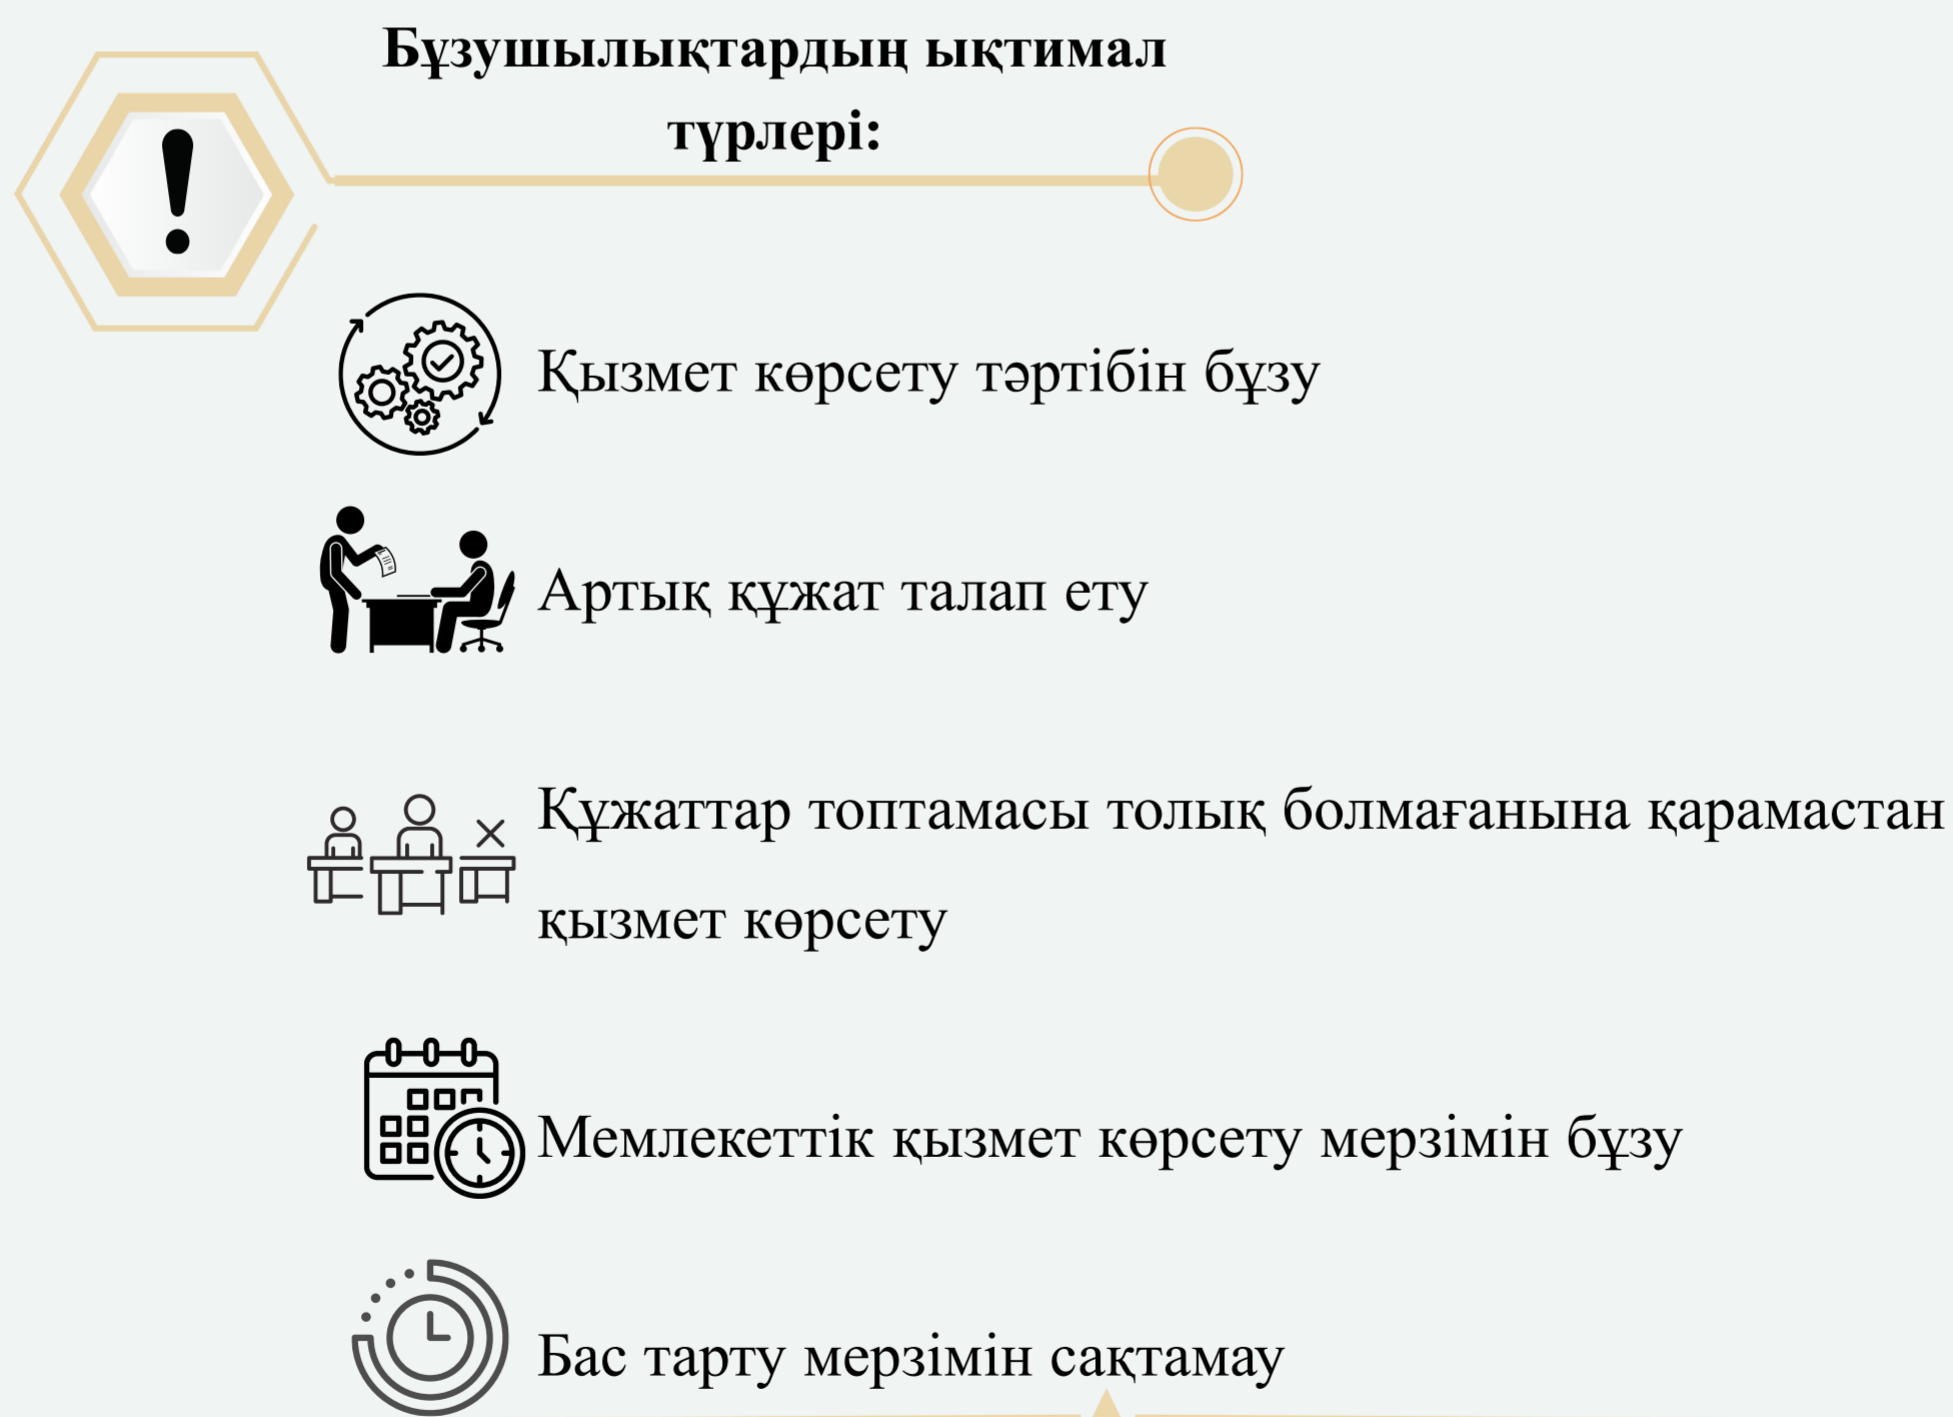 Бұзушылықтардың ықтимал
түрлері:
Қызмет көрсету тәртібін бұзу
Артық құжат талап ету
Құжаттар топтамасы толық болмағанына қарамастан
қызмет көрсету
Мемлекеттік қызмет көрсету мерзімін бұзу
Бас тарту мерзімін сақтамау